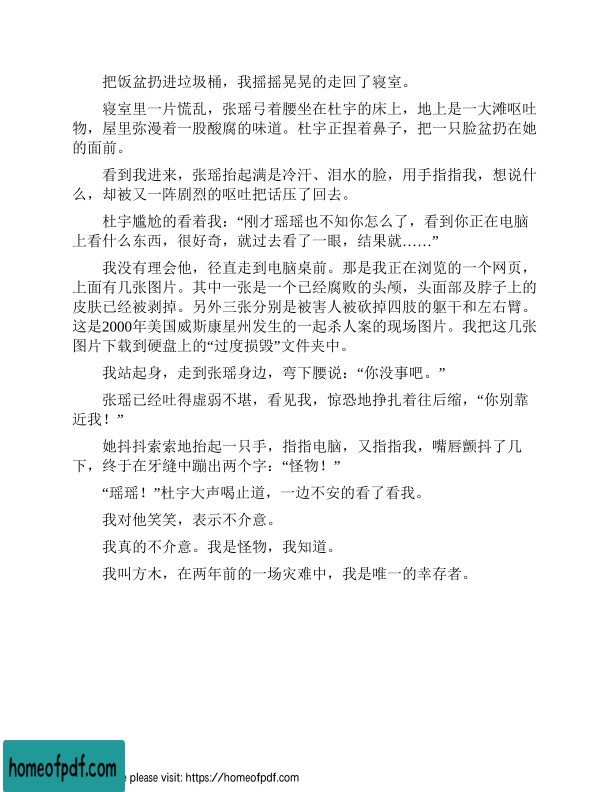 把饭盆扔进垃圾桶，我摇摇晃晃的走回了寝室。
寝室里一片慌乱，张瑶弓着腰坐在杜宇的床上，地上是一大滩呕吐
物，屋里弥漫着一股酸腐的味道。杜宇正捏着鼻子，把一只脸盆扔在她
的面前。
看到我进来，张瑶抬起满是冷汗、泪水的脸，用手指指我，想说什
么，却被又一阵剧烈的呕吐把话压了回去。
杜宇尴尬的看着我：“刚才瑶瑶也不知你怎么了，看到你正在电脑
上看什么东西，很好奇，就过去看了一眼，结果就……”
我没有理会他，径直走到电脑桌前。那是我正在浏览的一个网页，
上面有几张图片。其中一张是一个已经腐败的头颅，头面部及脖子上的
皮肤已经被剥掉。另外三张分别是被害人被砍掉四肢的躯干和左右臂。
这是2000年美国威斯康星州发生的一起杀人案的现场图片。我把这几张
图片下载到硬盘上的“过度损毁”文件夹中。
我站起身，走到张瑶身边，弯下腰说：“你没事吧。”
张瑶已经吐得虚弱不堪，看见我，惊恐地挣扎着往后缩，“你别靠
近我！”
她抖抖索索地抬起一只手，指指电脑，又指指我，嘴唇颤抖了几
下，终于在牙缝中蹦出两个字：“怪物！”
“瑶瑶！”杜宇大声喝止道，一边不安的看了看我。
我对他笑笑，表示不介意。
我真的不介意。我是怪物，我知道。
我叫方木，在两年前的一场灾难中，我是唯一的幸存者。
homeofpdf.com
e please visit: https://homeofpdf.com